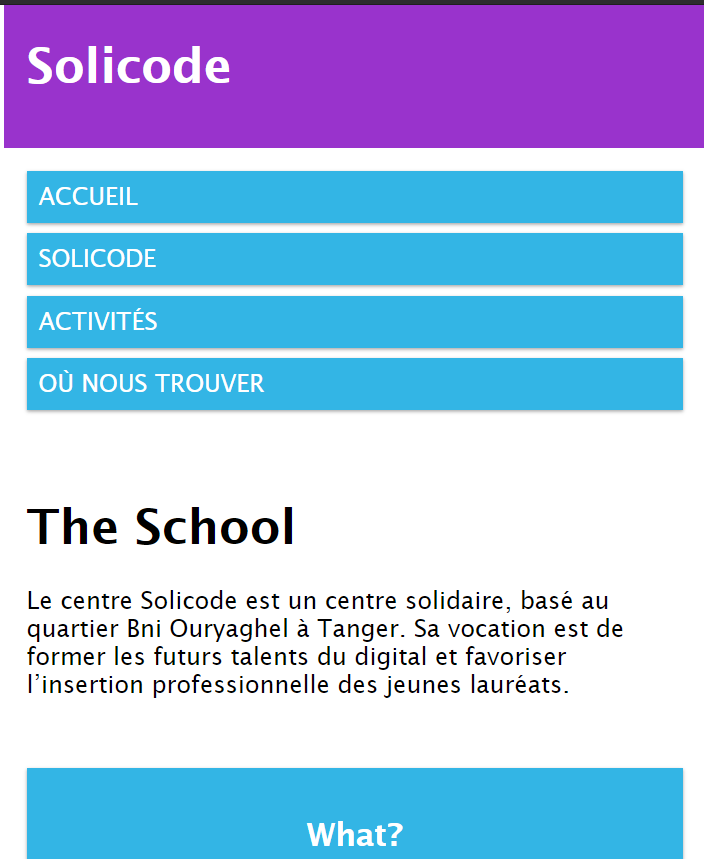 Solicode
ACCUEIL
SOLICODE
ACTIVITÉS
OÙ NOUS TROUVER
The School
Le centre Solicode est un centre solidaire, basé au
quartier Bni Ouryaghel à Tanger. Sa vocation est de
former les futurs talents du digital et favoriser
l’insertion professionnelle des jeunes lauréats.
What?